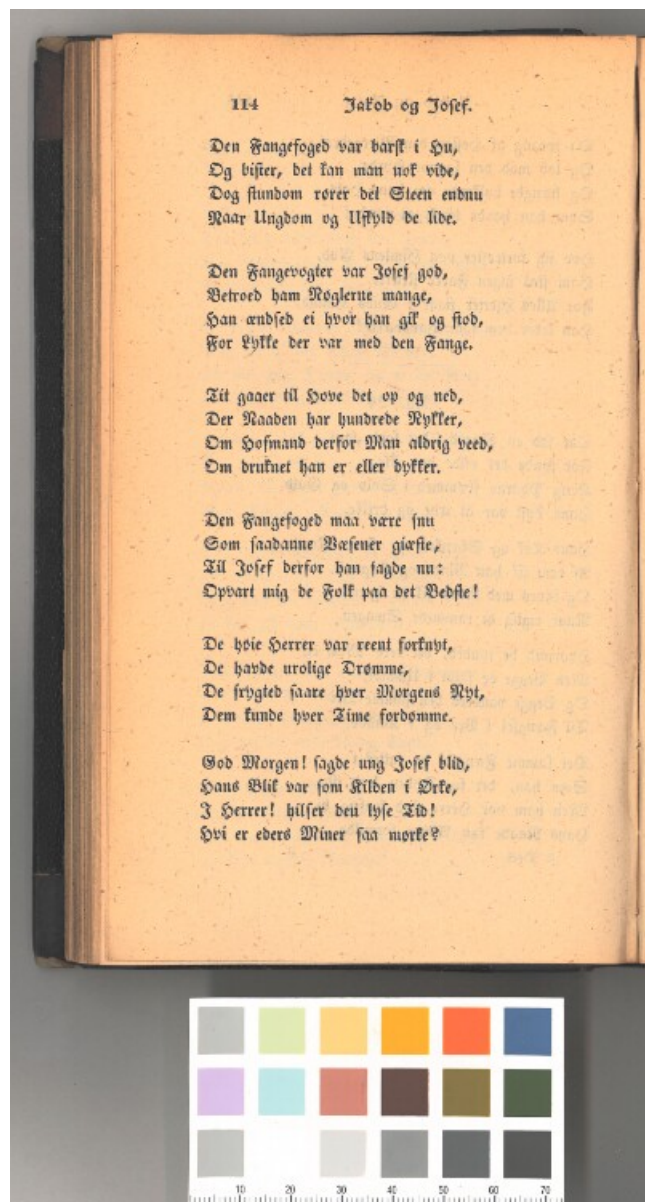 114 Jakob og Josef.
Den Fangefoged var barsk i Hu,
Og bister, det kan man nok vide,
Dog stundom rører det Steen endnu
Naar Ungdom og Uskyld de lide.
Den Fangevogter var Josef god,
Betroed ham Nøglerne mange,
Han ændsed ei hvor han gik og stod,
For Lykke der var med den Fange.
Tit gaaer til Hove det op og ned,
Der Naaden har hundrede Nykker,
Om Hofmand derfor Man aldrig veed,
Om druknet han er eller dykker.
Den Fangefoged maa være snu
Som saadanne Væsener gjæste,
Til Josef derfor han sagde nu:
Opvart mig de Folk paa det Bedste!
De høie Herrer var reent forknyt,
De havde urolige Drømme,
De frygted saare hver Morgens Nyt,
Dem kunde hver Time fordømme.
God Morgen! sagde ung Josef blid,
Hans Blik var som Kilden i Ørke,
I Herrer! hilser den lyse Tid!
Hvi er eders Miner saa mørke?
10 20 30 40 50 60 70